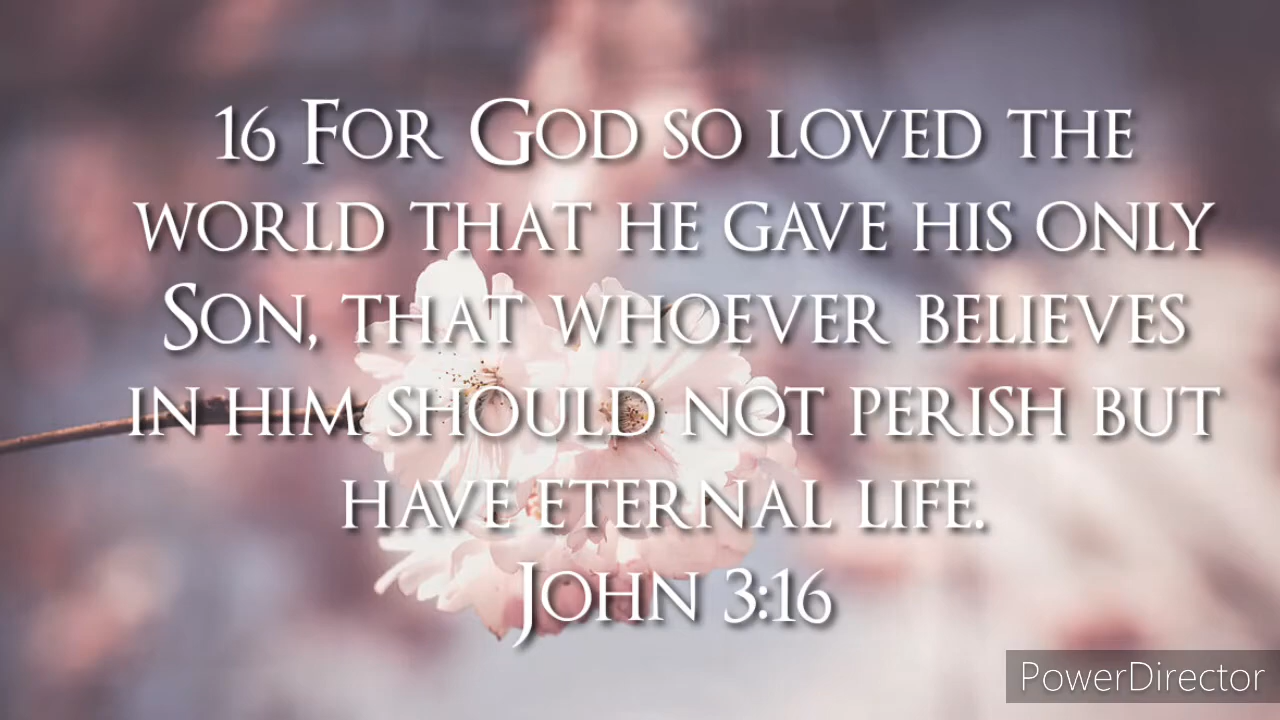 16 For God so loved the
world that he gave his only
Son, that whoever believes
in him should not perish but
have eternal life.
John 3:16
PowerDirector